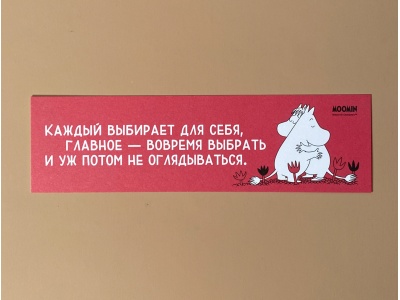 MOOMIN
КАЖДЫЙ ВЫБИРАЕТ ДЛЯ СЕБЯ,
ГЛАВНОЕ — ВОВРЕМЯ ВЫБРАТЬ
И УЖ ПОТОМ НЕ ОГЛЯДЫВАТЬСЯ.